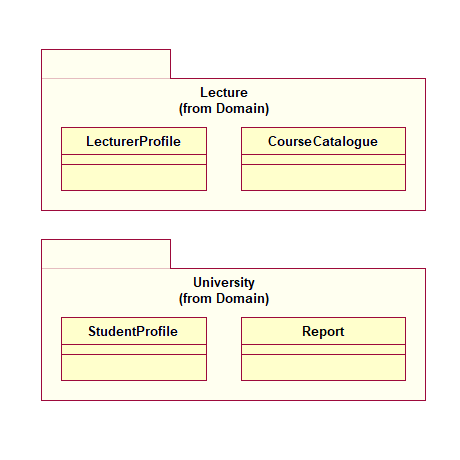 Lecture
(from Domain)
LecturerProfile
CourseCatalogue
University
(from Domain)
StudentProfile
Report